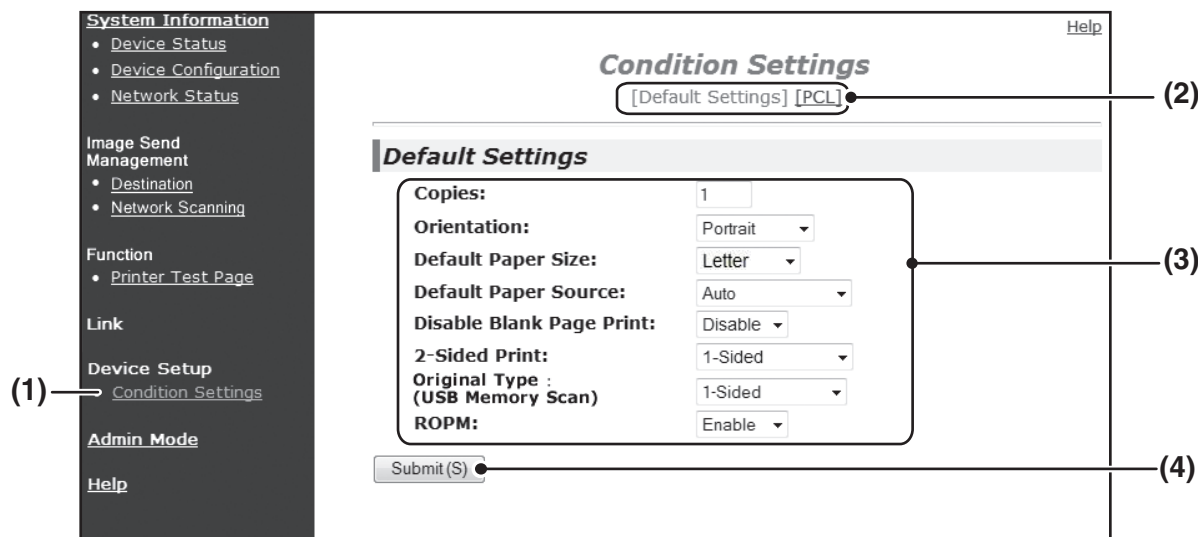 System Information
• Device Status
• Device Configuration
• Network Status
Image Send
Management
• Destination
• Network Scanning
Function
• Printer Test Page
Link
Device Setup
(1)
Condition Settings
Admin Mode
Help
Help
Condition Settings
[Default Settings] [PCL]
(2)
Default Settings
Copies: 1
Orientation: Portrait
Default Paper Size: Letter
(3)
Default Paper Source: Auto
Disable Blank Page Print: Disable
2-Sided Print: 1-Sided
Original Type :
(USB Memory Scan) 1-Sided
ROPM: Enable
Submit (S)
(4)